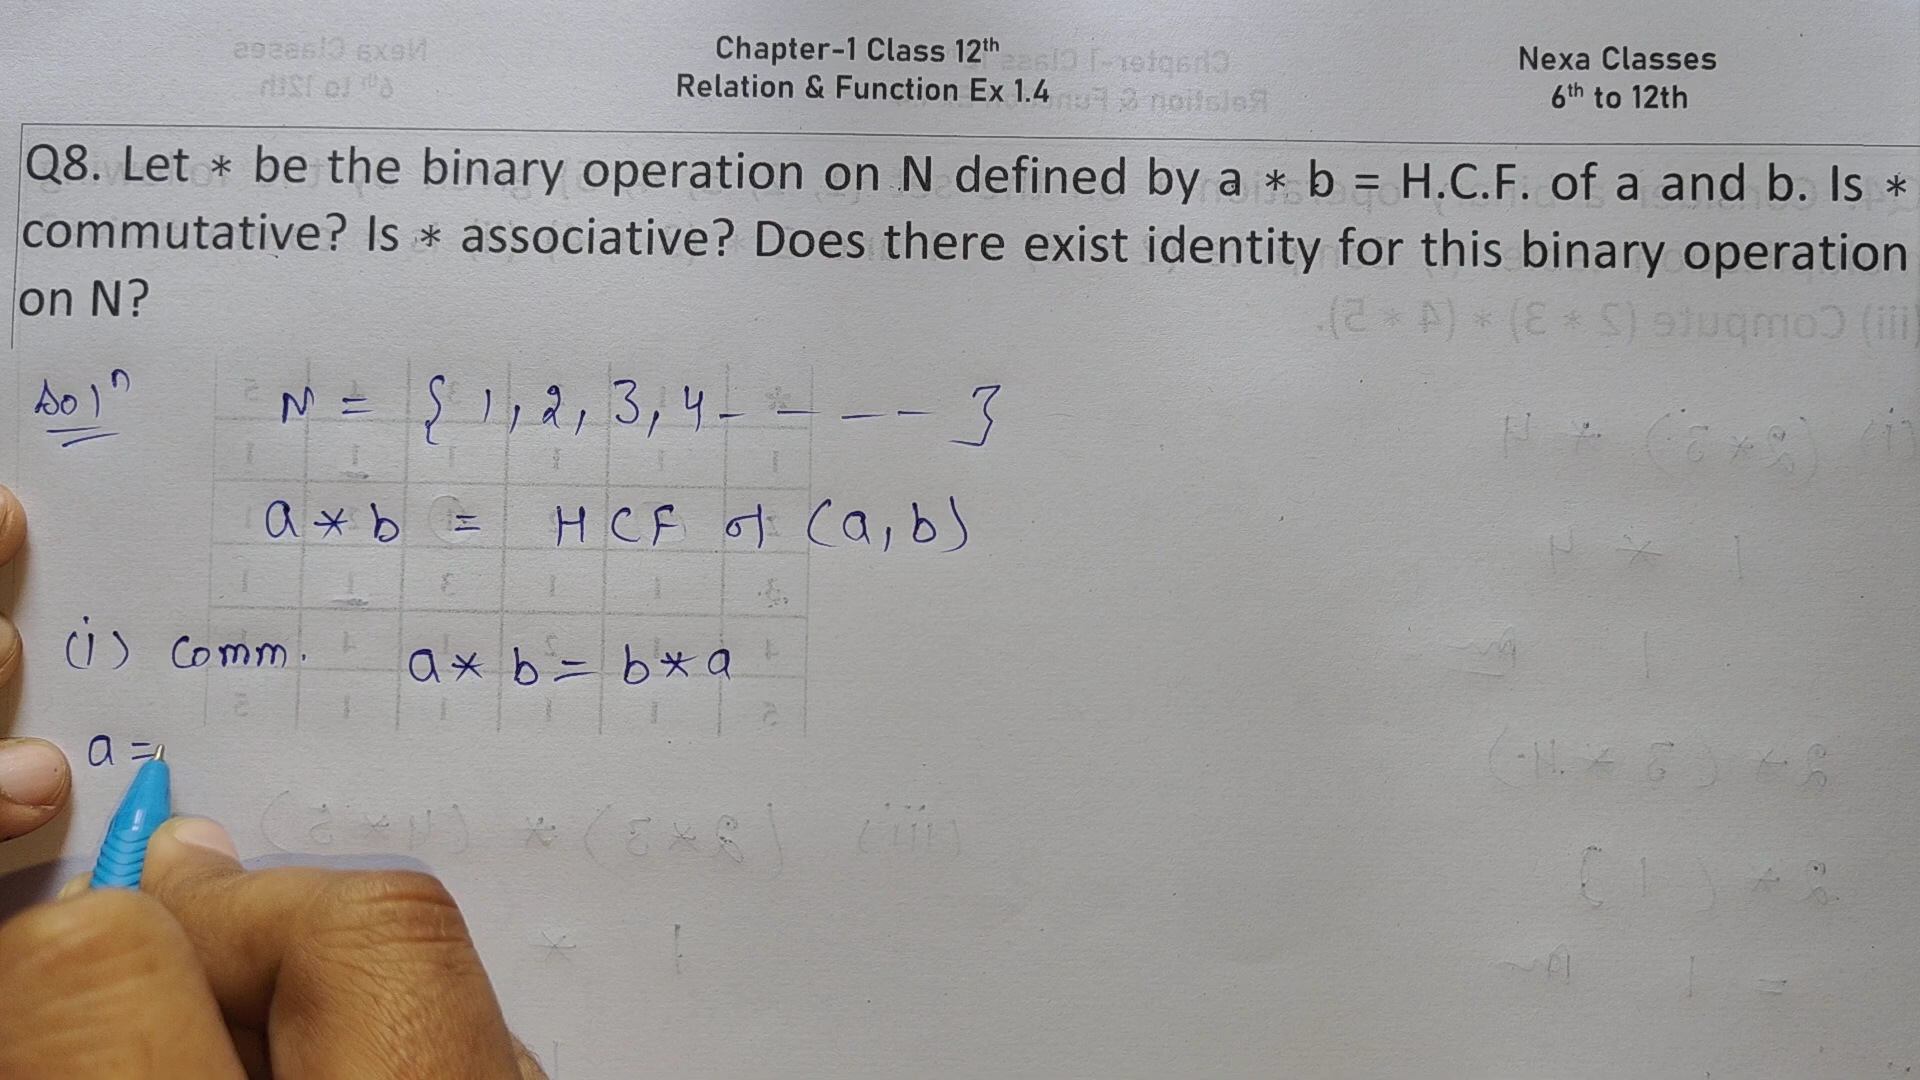 Chapter-1 Class 12th
Relation & Function Ex 1.4
Nexa Classes
6th to 12th
Q8. Let * be the binary operation on N defined by a * b = H.C.F. of a and b. Is *
commutative? Is * associative? Does there exist identity for this binary operation
on N?
Solⁿ N = { 1, 2, 3, 4 - - - - }
a * b = HCF of (a, b)
(i) Comm. a * b = b * a
a =